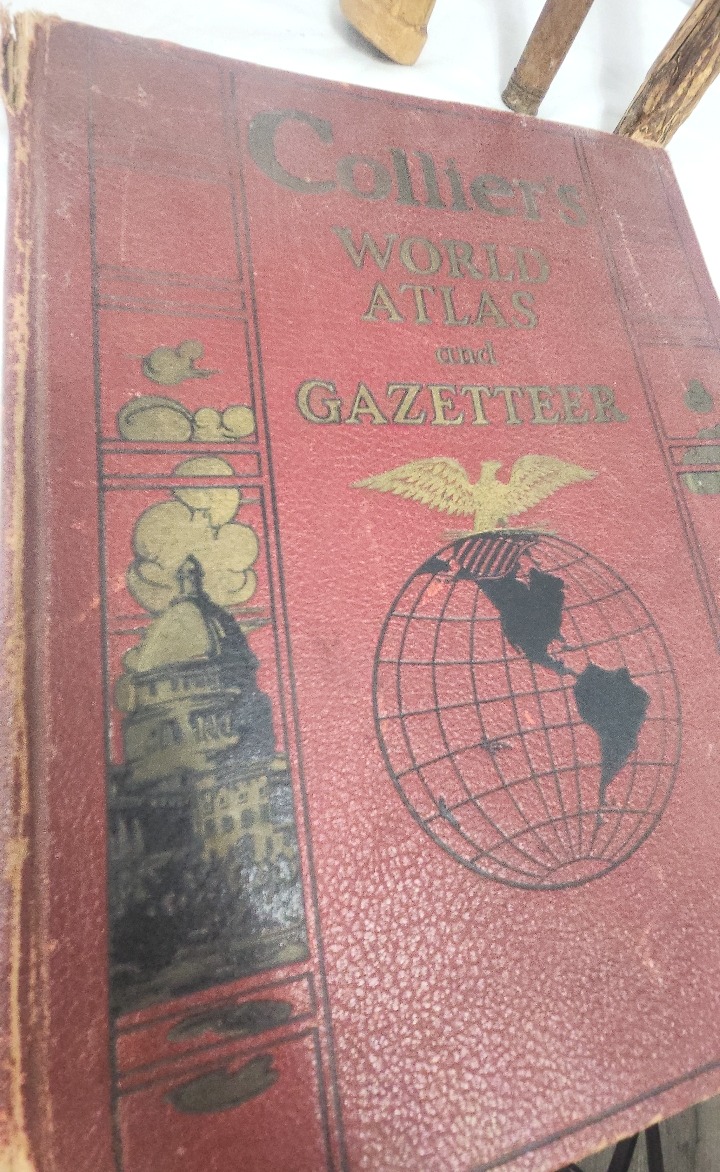 Collier's
WORLD
ATLAS
and
GAZETTEER